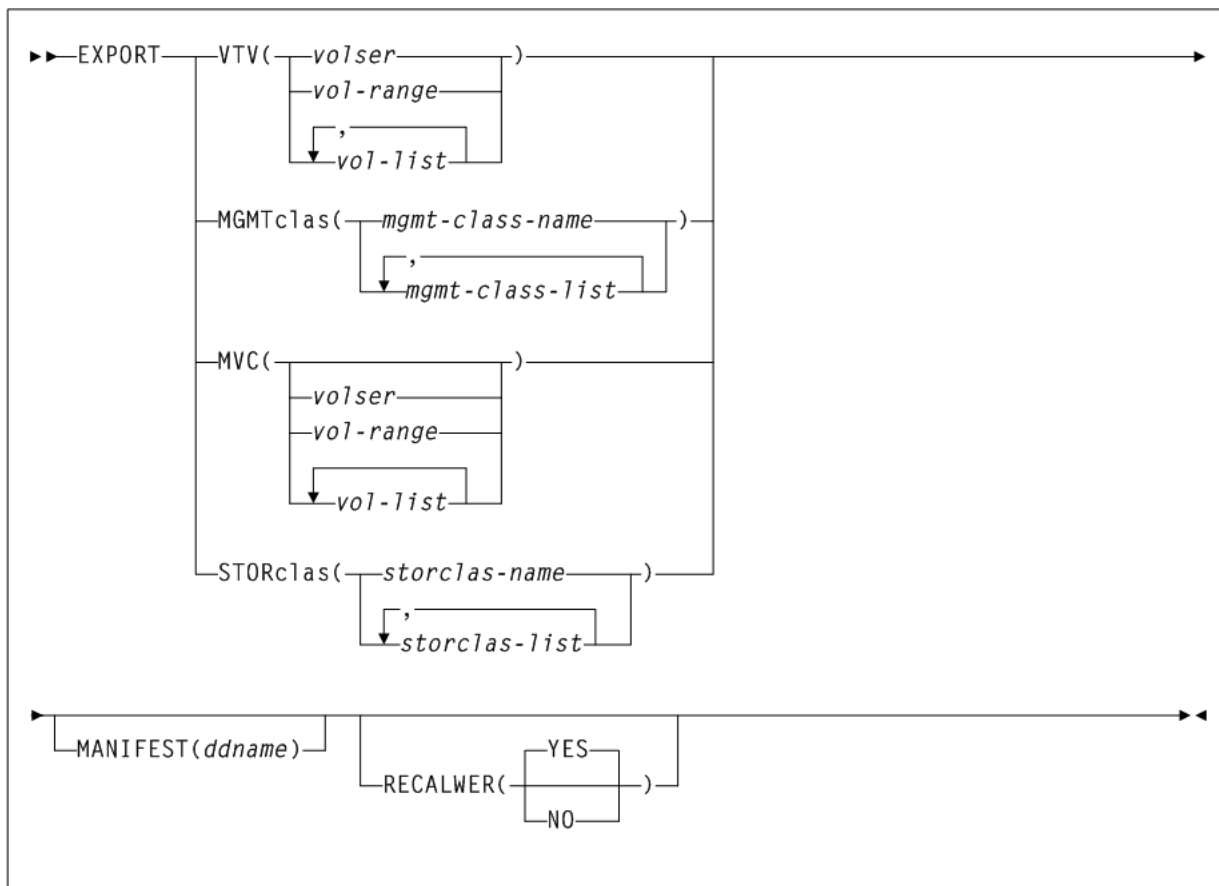 EXPORT VTV( volser )
vol-range
,
vol-list
MGMTclas( mgmt-class-name )
,
mgmt-class-list
MVC( )
volser
vol-range
vol-list
STORclas( storclas-name )
,
storclas-list
MANIFEST(ddname)
YES
RECALWER( )
NO